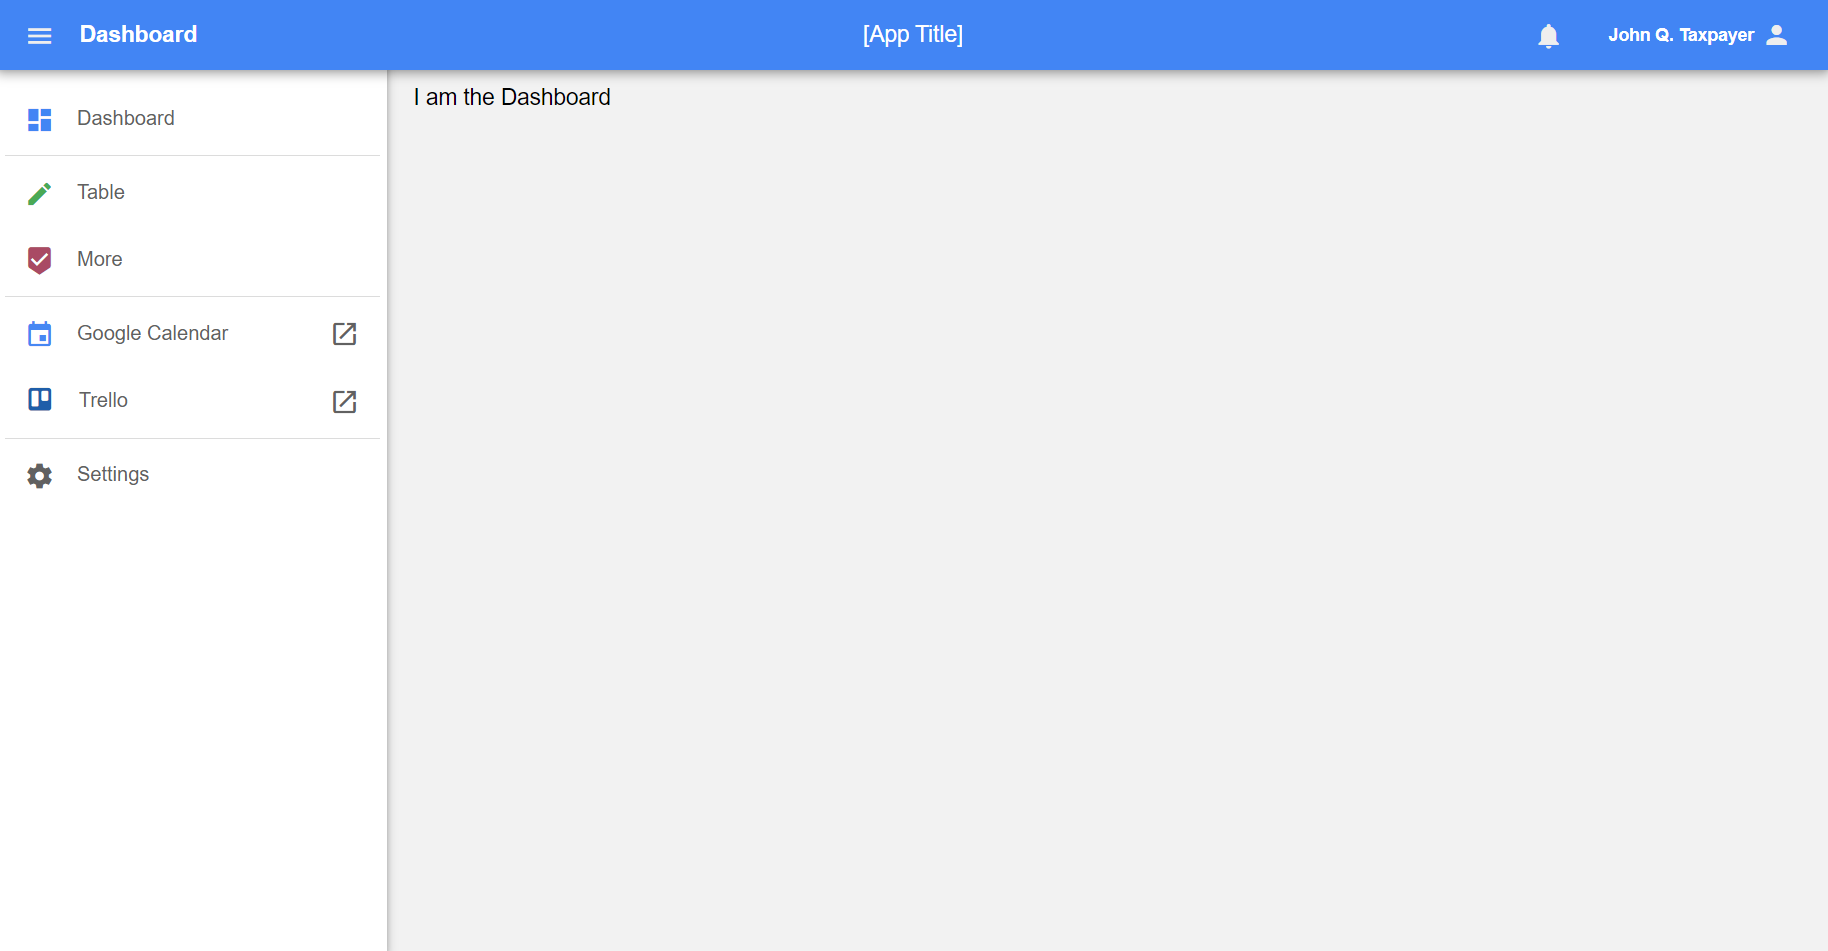 Dashboard
[App Title]
John Q. Taxpayer
Dashboard
Table
More
Google Calendar
Trello
Settings
I am the Dashboard